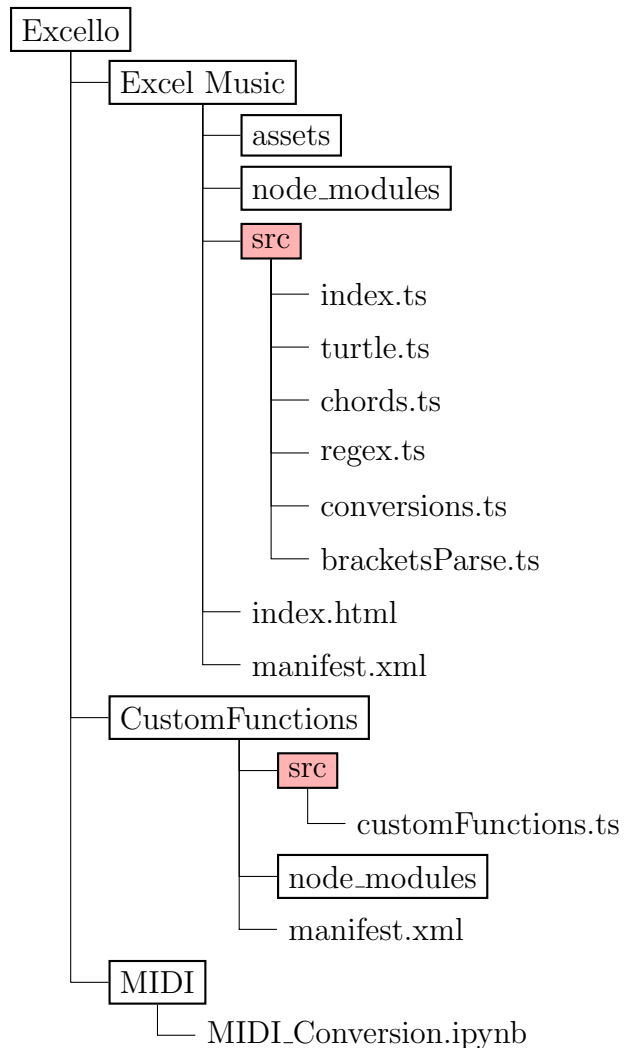 Excello
Excel Music
assets
node_modules
src
index.ts
turtle.ts
chords.ts
regex.ts
conversions.ts
bracketsParse.ts
index.html
manifest.xml
CustomFunctions
src
customFunctions.ts
node_modules
manifest.xml
MIDI
MIDI_Conversion.ipynb